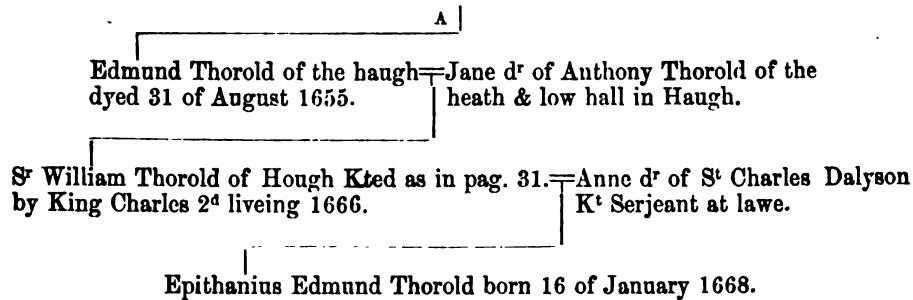 A
Edmund Thorold of the haugh=Jane dʳ of Anthony Thorold of the
dyed 31 of August 1655. heath & low hall in Haugh.
Sʳ William Thorold of Hough Kted as in pag. 31.=Anne dʳ of Sᵗ Charles Dalyson
by King Charles 2ᵈ liveing 1666. Kᵗ Serjeant at lawe.
Epithanius Edmund Thorold born 16 of January 1668.